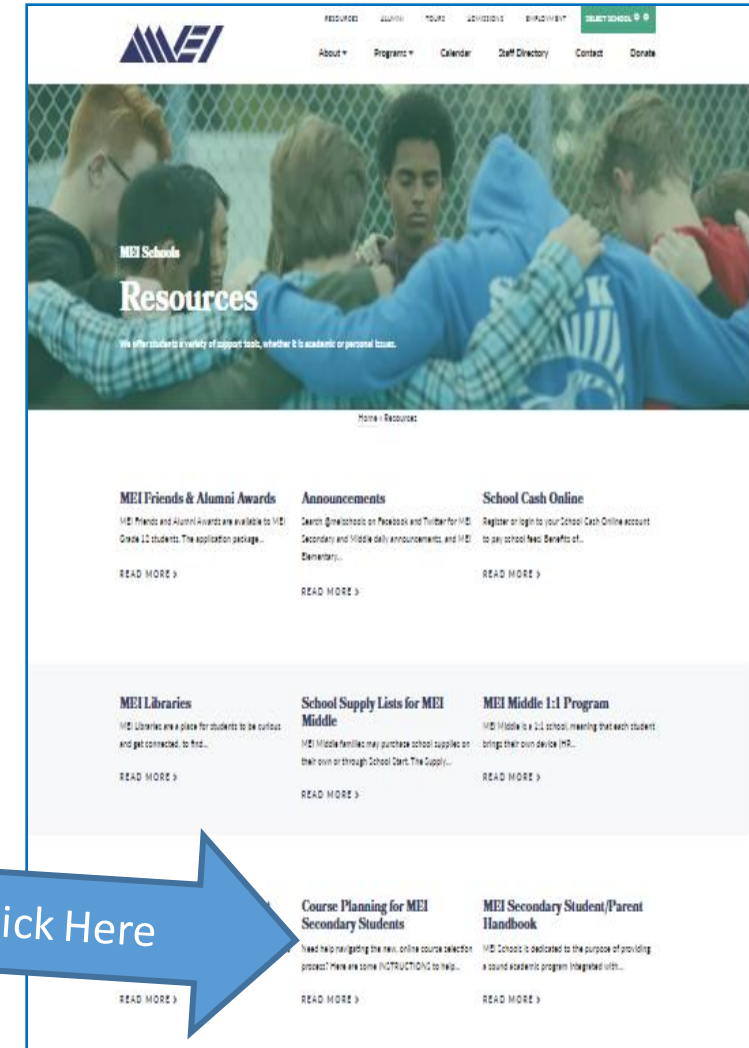 MEI
RESOURCES ALUMNI TOURS ADMISSIONS EMPLOYMENT SELECT SCHOOL
About Programs Calendar Staff Directory Contact Donate
MEI Schools
Resources
We offer students a variety of support tools, whether it is academic or personal issues.
Home › Resources
MEI Friends & Alumni Awards
MEI Friends and Alumni Awards are available to MEI
Grade 12 students. The application package...
READ MORE >
Announcements
Search @meischools on Facebook and Twitter for MEI
Secondary and Middle daily announcements, and MEI
Elementary...
READ MORE >
School Cash Online
Register or login to your School Cash Online account
to pay school fees! Benefits of...
READ MORE >
MEI Libraries
MEI Libraries are a place for students to be curious
and get connected, to find...
READ MORE >
School Supply Lists for MEI
Middle
MEI Middle families may purchase school supplies on
their own or through School Start. The Supply...
READ MORE >
MEI Middle 1:1 Program
MEI Middle is a 1:1 school, meaning that each student
brings their own device (HP...
READ MORE >
ick Here
READ MORE >
Course Planning for MEI
Secondary Students
Need help navigating the new, online course selection
process? Here are some INSTRUCTIONS to help...
READ MORE >
MEI Secondary Student/Parent
Handbook
MEI Schools is dedicated to the purpose of providing
a sound academic program integrated with...
READ MORE >